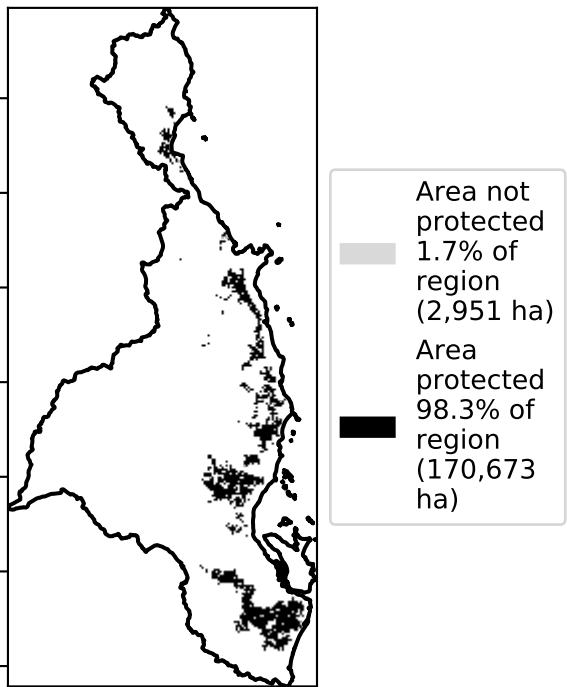 Area not
protected
1.7% of
region
(2,951 ha)
Area
protected
98.3% of
region
(170,673
ha)